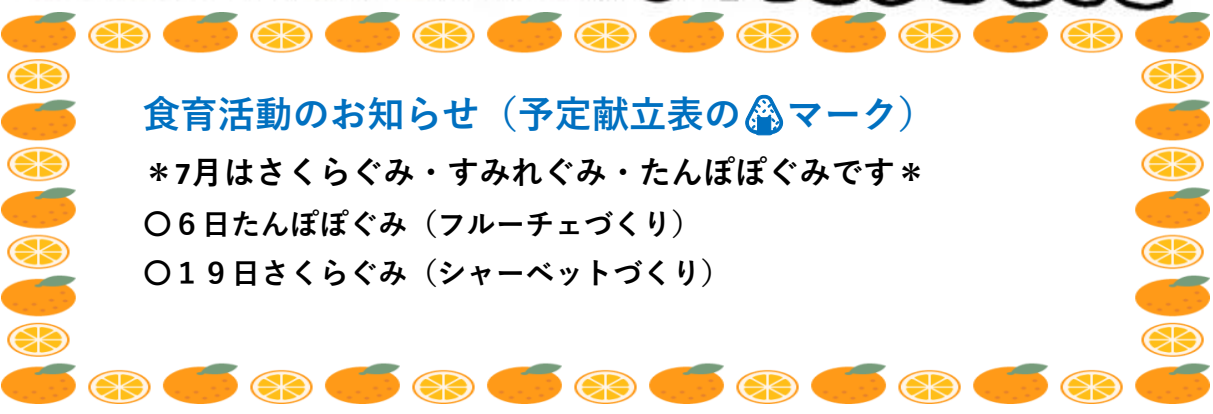 食育活動のお知らせ（予定献立表の🍙マーク）
＊7月はさくらぐみ・すみれぐみ・たんぽぽぐみです＊
〇６日たんぽぽぐみ（フルーチェづくり）
〇１９日さくらぐみ（シャーベットづくり）